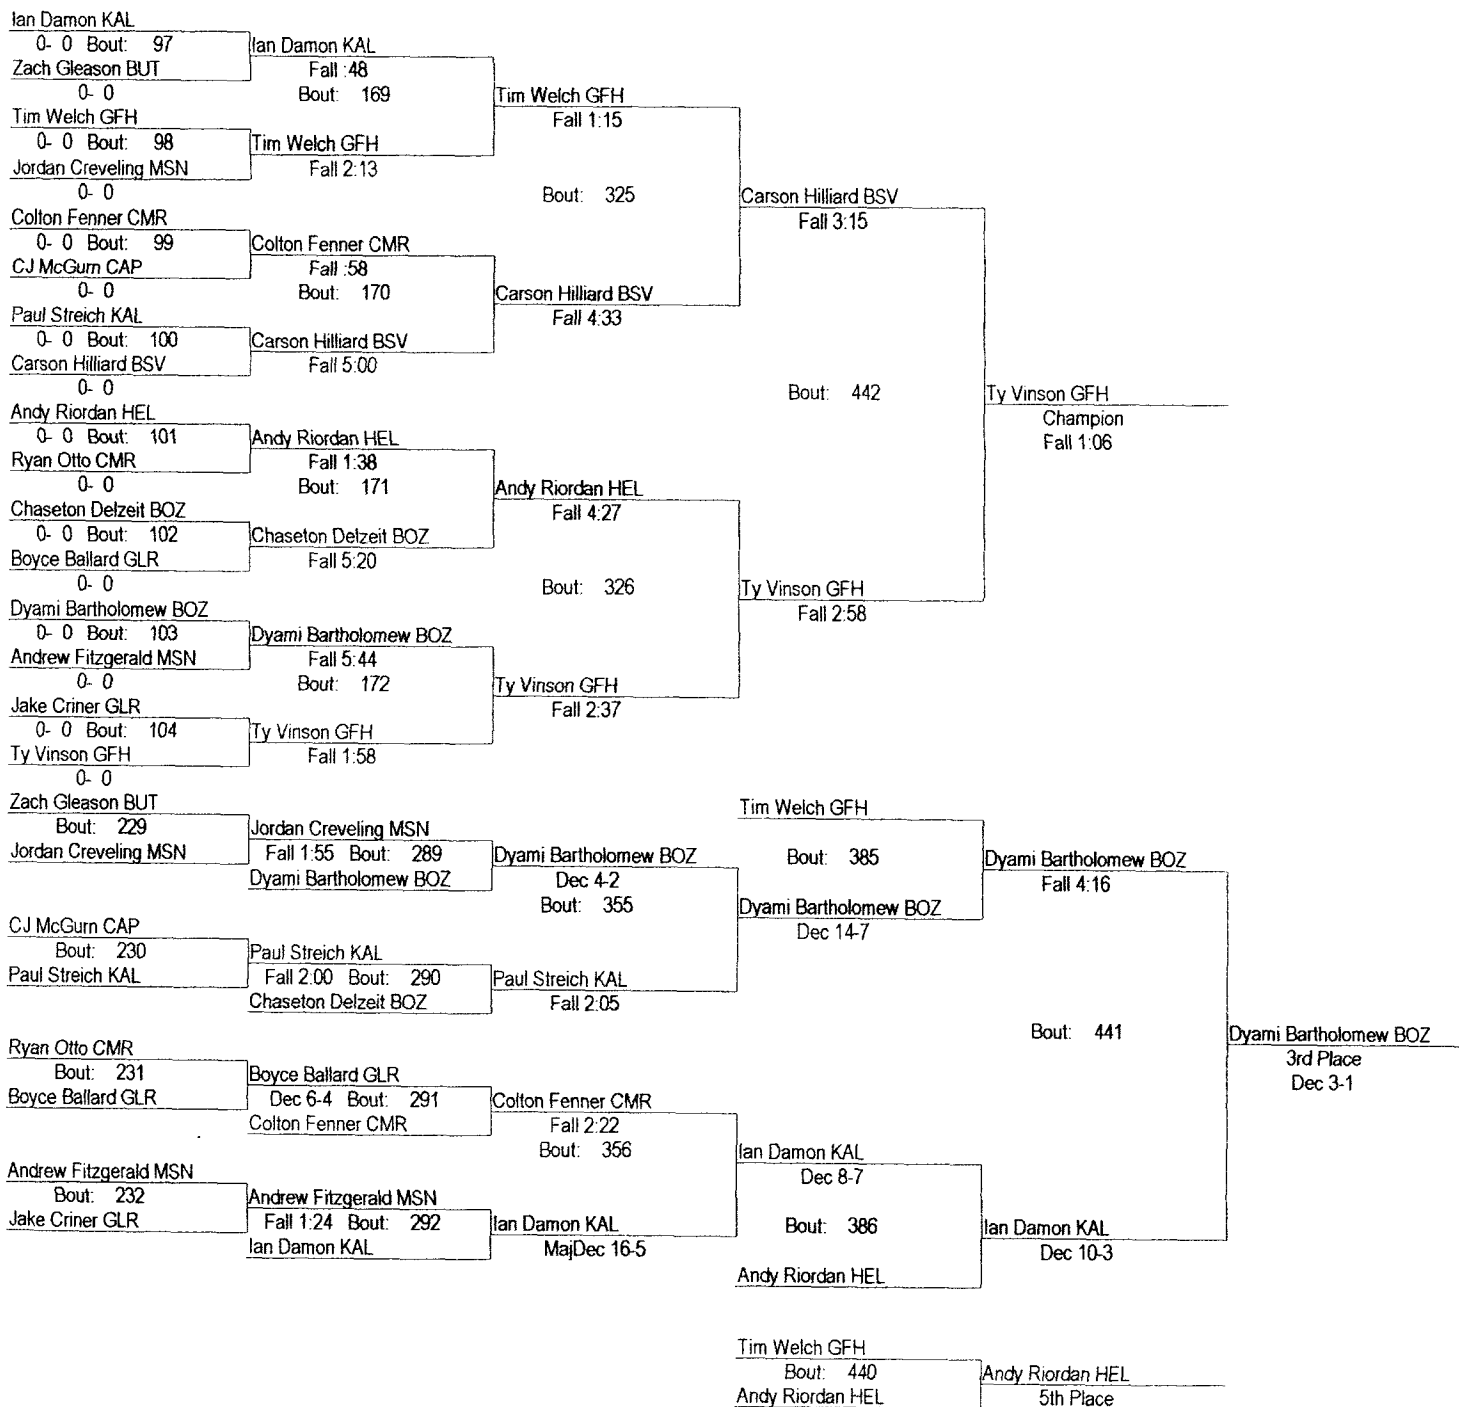 Ian Damon KAL
0- 0 Bout: 97
Zach Gleason BUT
0- 0
Tim Welch GFH
0- 0 Bout: 98
Jordan Creveling MSN
0- 0
Colton Fenner CMR
0- 0 Bout: 99
CJ McGurn CAP
0- 0
Paul Streich KAL
0- 0 Bout: 100
Carson Hilliard BSV
0- 0
Andy Riordan HEL
0- 0 Bout: 101
Ryan Otto CMR
0- 0
Chaseton Delzeit BOZ
0- 0 Bout: 102
Boyce Ballard GLR
0- 0
Dyami Bartholomew BOZ
0- 0 Bout: 103
Andrew Fitzgerald MSN
0- 0
Jake Criner GLR
0- 0 Bout: 104
Ty Vinson GFH
0- 0
Ian Damon KAL
Fall :48
Bout: 169
Tim Welch GFH
Fall 2:13
Colton Fenner CMR
Fall :58
Bout: 170
Carson Hilliard BSV
Fall 5:00
Andy Riordan HEL
Fall 1:38
Bout: 171
Chaseton Delzeit BOZ
Fall 5:20
Dyami Bartholomew BOZ
Fall 5:44
Bout: 172
Ty Vinson GFH
Fall 1:58
Tim Welch GFH
Fall 1:15
Bout: 325
Carson Hilliard BSV
Fall 4:33
Andy Riordan HEL
Fall 4:27
Bout: 326
Ty Vinson GFH
Fall 2:37
Carson Hilliard BSV
Fall 3:15
Bout: 442
Ty Vinson GFH
Fall 2:58
Ty Vinson GFH
Champion
Fall 1:06
Zach Gleason BUT
Bout: 229
Jordan Creveling MSN
CJ McGurn CAP
Bout: 230
Paul Streich KAL
Ryan Otto CMR
Bout: 231
Boyce Ballard GLR
Andrew Fitzgerald MSN
Bout: 232
Jake Criner GLR
Jordan Creveling MSN
Fall 1:55 Bout: 289
Dyami Bartholomew BOZ
Paul Streich KAL
Fall 2:00 Bout: 290
Chaseton Delzeit BOZ
Boyce Ballard GLR
Dec 6-4 Bout: 291
Colton Fenner CMR
Andrew Fitzgerald MSN
Fall 1:24 Bout: 292
Ian Damon KAL
Dyami Bartholomew BOZ
Dec 4-2
Bout: 355
Paul Streich KAL
Fall 2:05
Colton Fenner CMR
Fall 2:22
Bout: 356
Ian Damon KAL
MajDec 16-5
Tim Welch GFH
Bout: 385
Dyami Bartholomew BOZ
Dec 14-7
Ian Damon KAL
Dec 8-7
Bout: 386
Andy Riordan HEL
Dyami Bartholomew BOZ
Fall 4:16
Bout: 441
Ian Damon KAL
Dec 10-3
Dyami Bartholomew BOZ
3rd Place
Dec 3-1
Tim Welch GFH
Bout: 440
Andy Riordan HEL
Andy Riordan HEL
5th Place